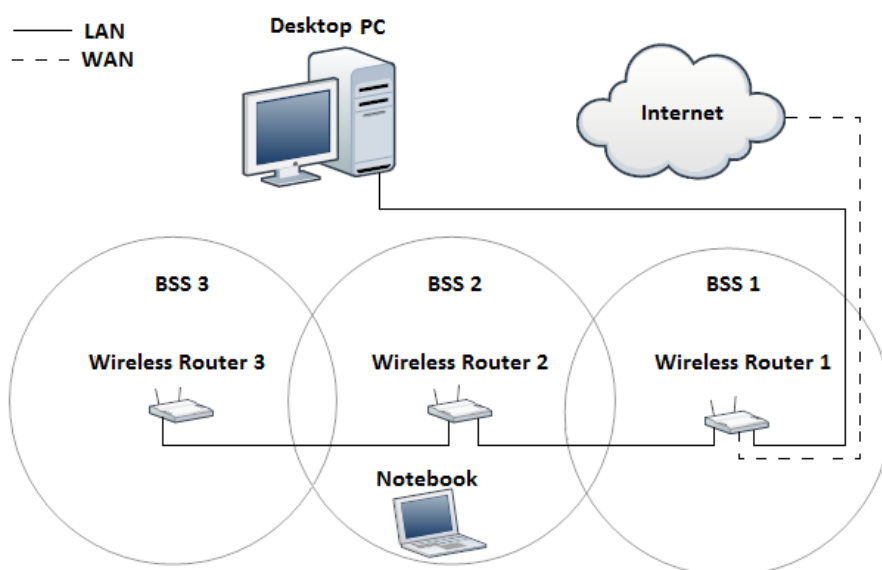 LAN
WAN
Desktop PC
Internet
BSS 3
BSS 2
BSS 1
Wireless Router 3
Wireless Router 2
Wireless Router 1
Notebook